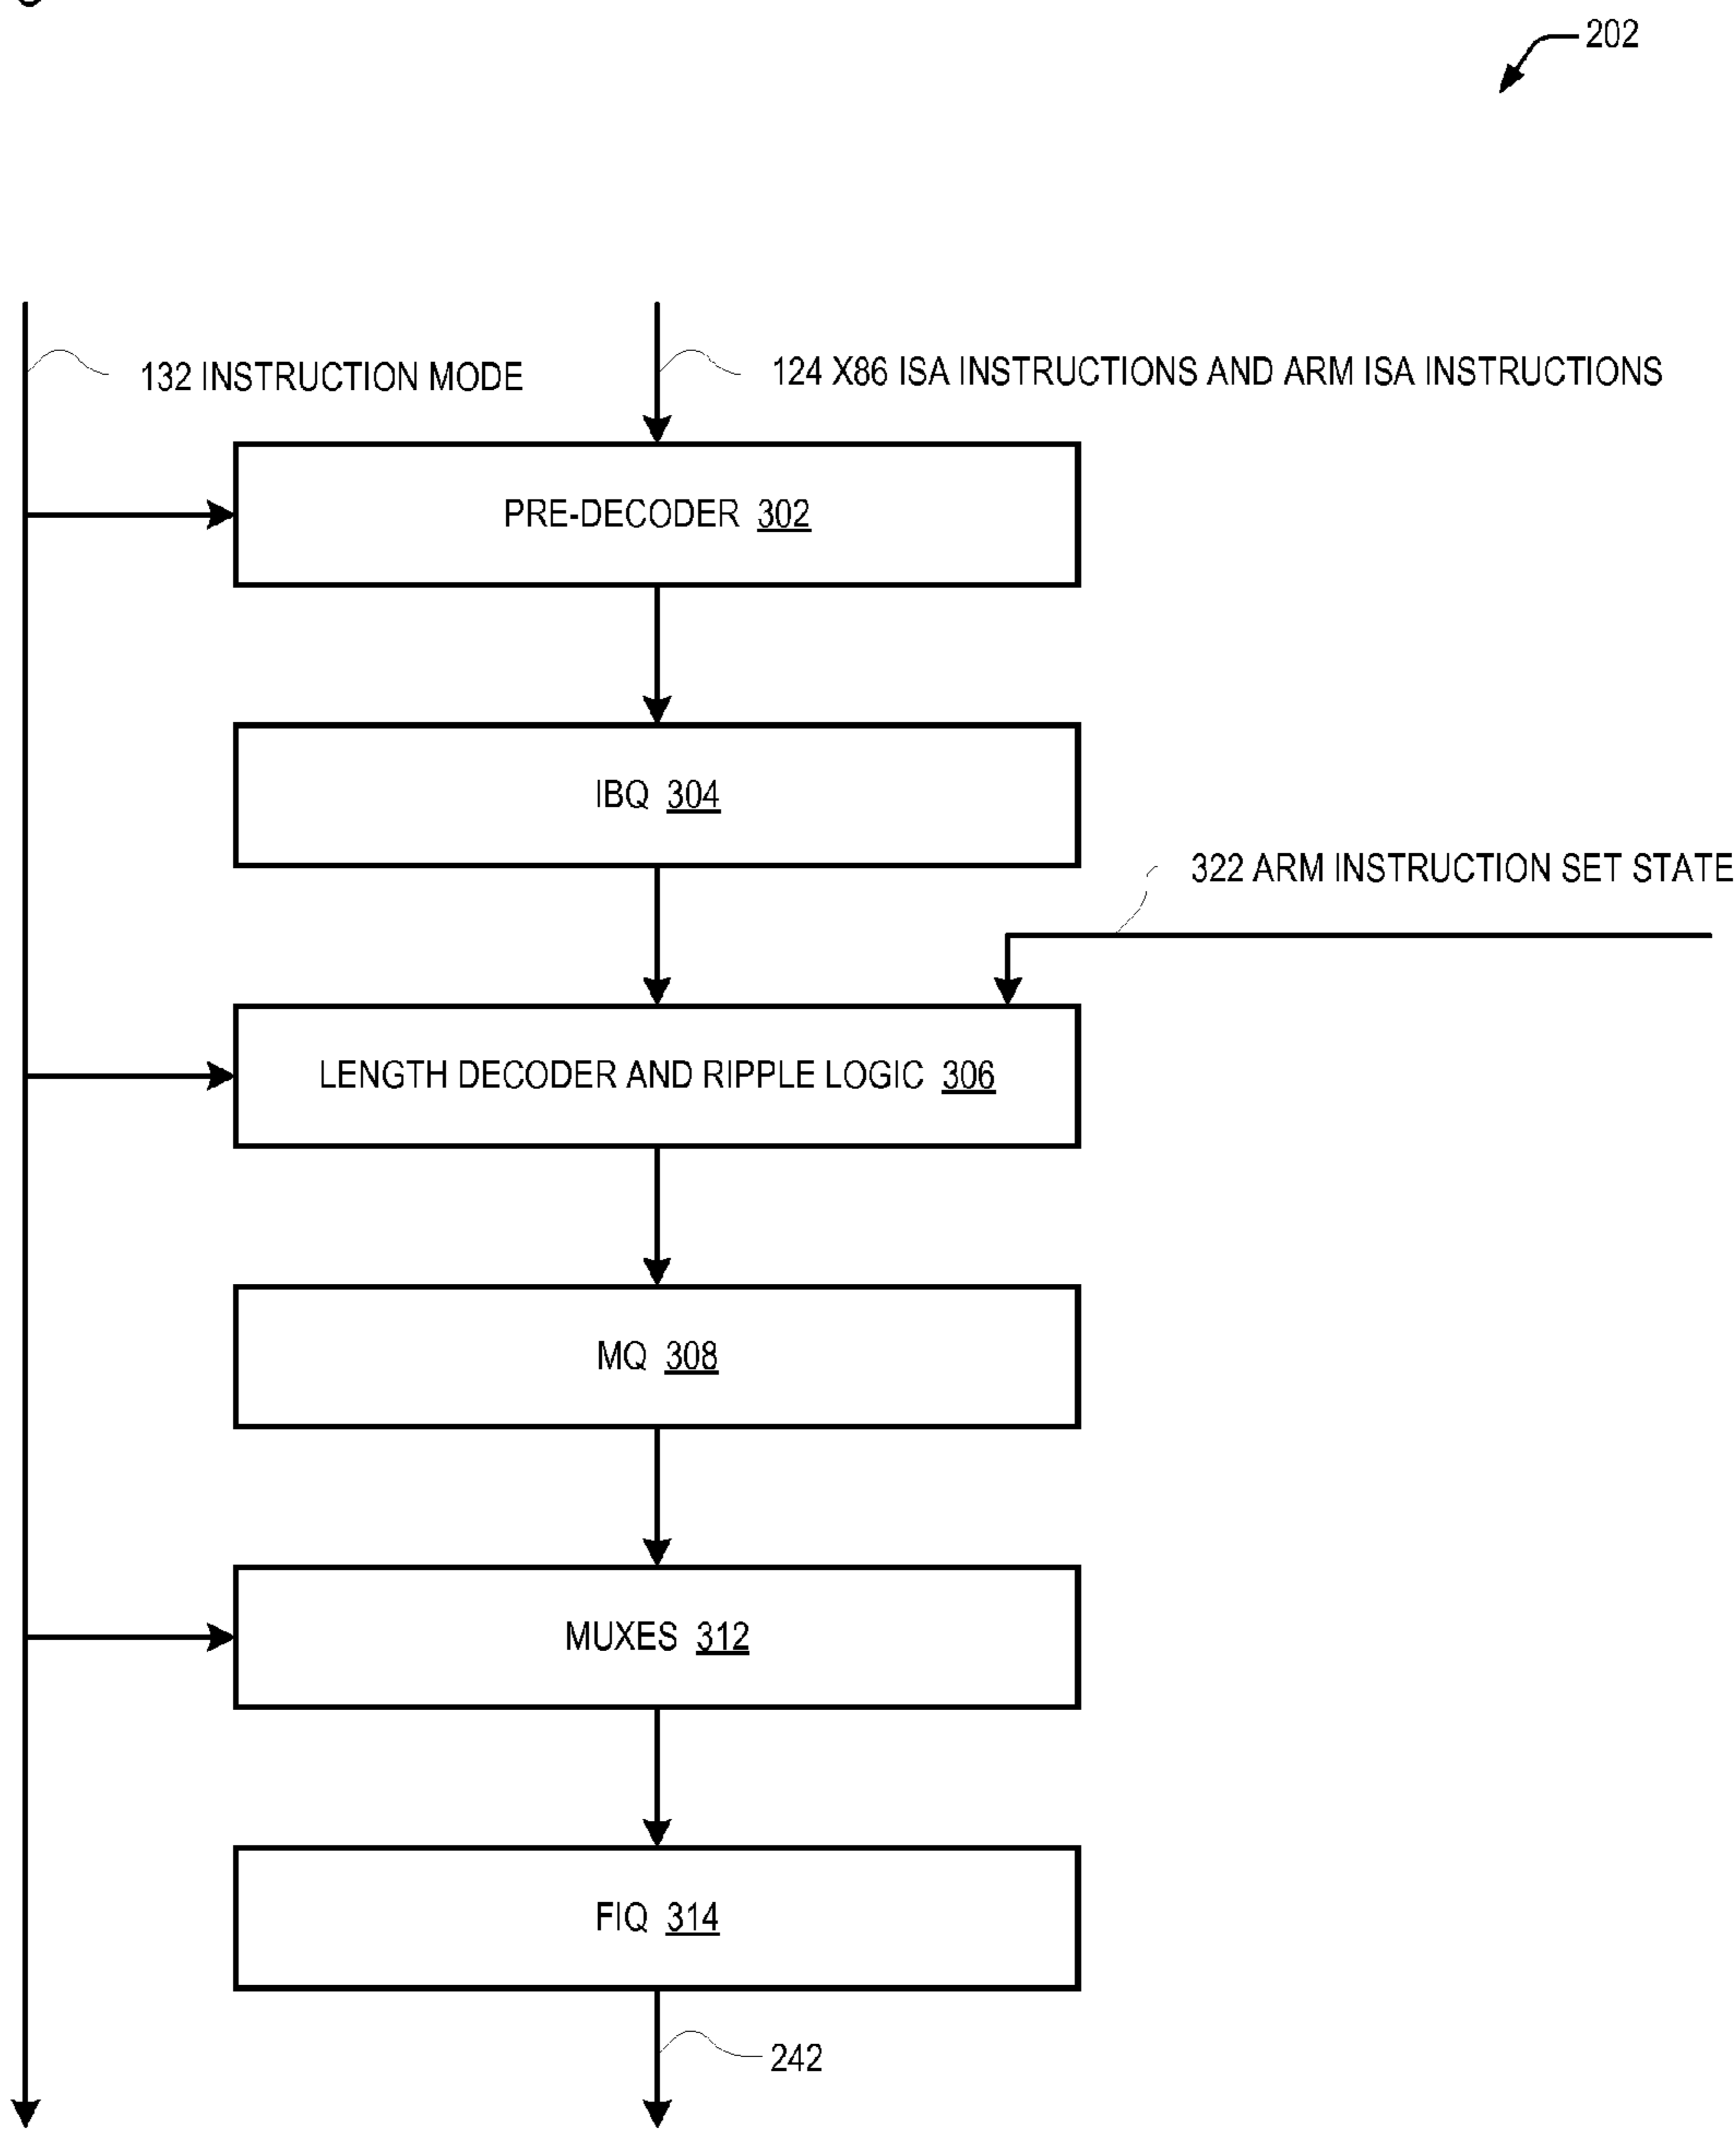 202
132 INSTRUCTION MODE
124 X86 ISA INSTRUCTIONS AND ARM ISA INSTRUCTIONS
PRE-DECODER 302
IBQ 304
322 ARM INSTRUCTION SET STATE
LENGTH DECODER AND RIPPLE LOGIC 306
MQ 308
MUXES 312
FIQ 314
242